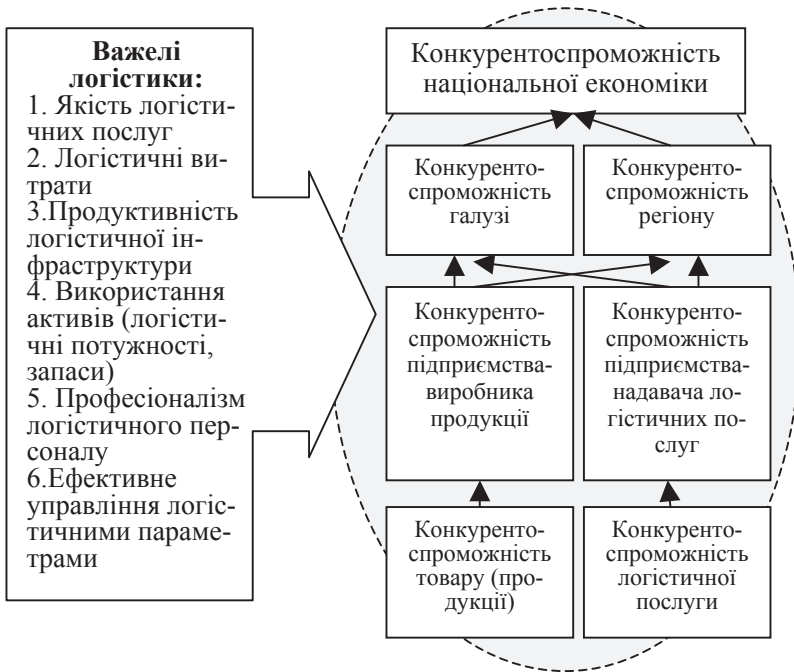 Важелі
логістики:
1. Якість логісти-
чних послуг
2. Логістичні ви-
трати
3.Продуктивність
логістичної ін-
фраструктури
4. Використання
активів (логісти-
чні потужності,
запаси)
5. Професіоналізм
логістичного пер-
соналу
6.Ефективне
управління логіс-
тичними параме-
трами
Конкурентоспроможність
національної економіки
Конкуренто-
спроможність
галузі
Конкуренто-
спроможність
регіону
Конкуренто-
спроможність
підприємства-
виробника
продукції
Конкуренто-
спроможність
підприємства-
надавача ло-
гістичних по-
слуг
Конкуренто-
спроможність
товару (про-
дукції)
Конкуренто-
спроможність
логістичної
послуги